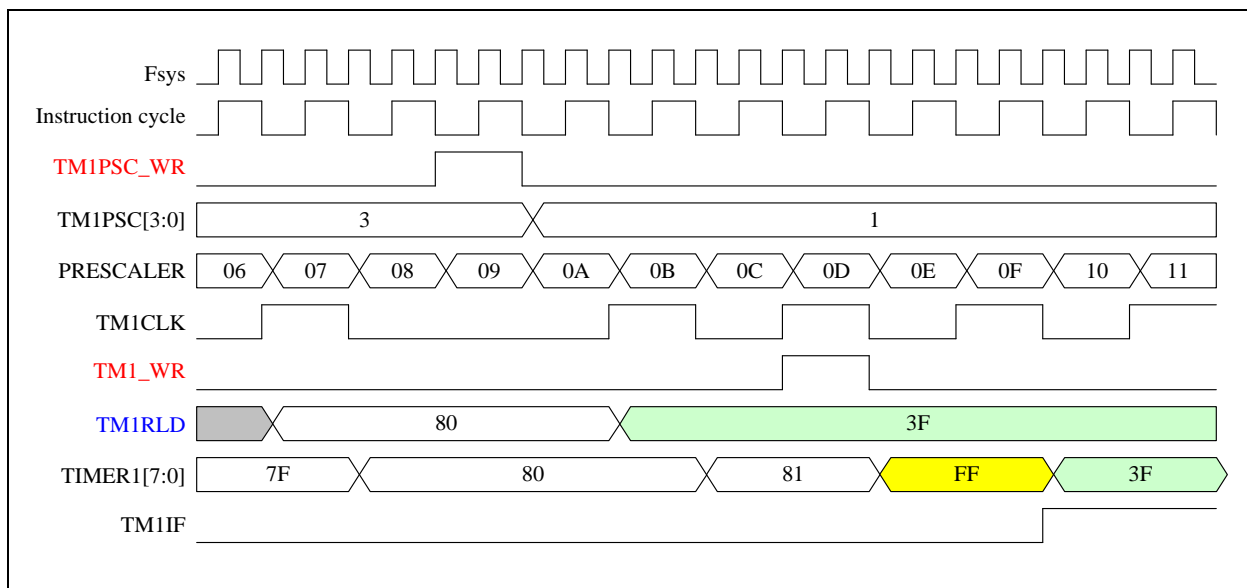 Fsys
Instruction cycle
TM1PSC_WR
TM1PSC[3:0] 3 1
PRESCALER 06 07 08 09 0A 0B 0C 0D 0E 0F 10 11
TM1CLK
TM1_WR
TM1RLD 80 3F
TIMER1[7:0] 7F 80 81 FF 3F
TM1IF